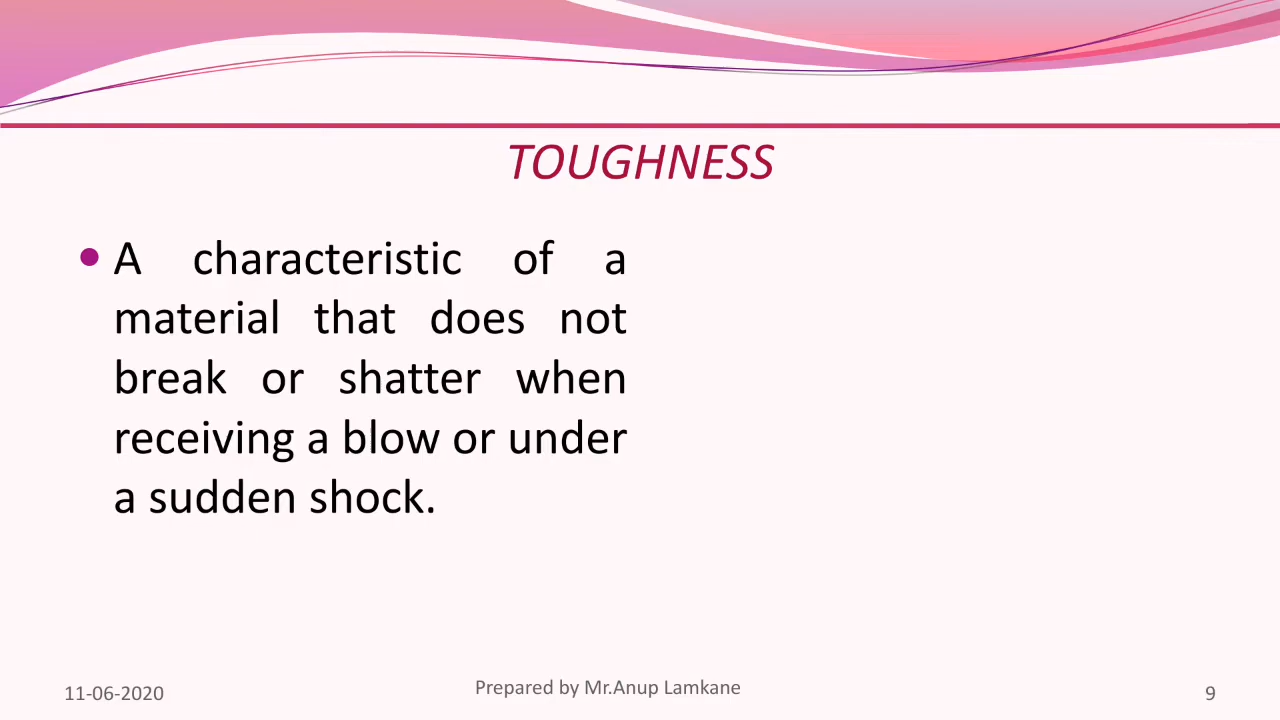 TOUGHNESS
A characteristic of a
material that does not
break or shatter when
receiving a blow or under
a sudden shock.
11-06-2020
Prepared by Mr.Anup Lamkane
9